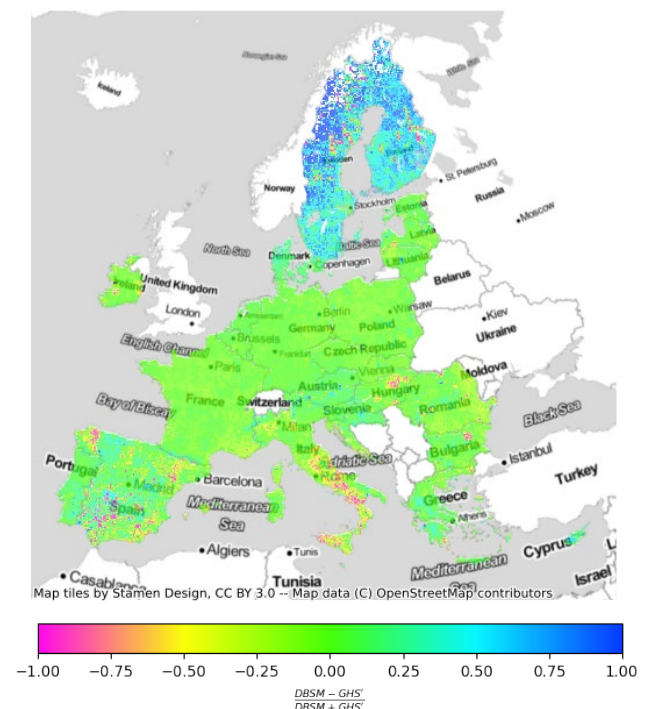 Norwegian Sea
White Sea
Iceland
Sweden
Finland
St. Petersburg
Norway
Russia
Stockholm
Estonia
Moscow
Latvia
North Sea
Baltic Sea
Denmark
Lithuania
Copenhagen
Ireland
United Kingdom
Belarus
London
Amsterdam
Berlin
Warsaw
Germany
Poland
Kiev
Ukraine
English Channel
Brussels
Frankfurt
Czech Republic
Paris
Vienna
Moldova
Austria
Hungary
Bay of Biscay
France
Switzerland
Slovenia
Romania
Black Sea
Milan
Italy
Bulgaria
Adriatic Sea
Istanbul
Portugal
Barcelona
Rome
Madrid
Turkey
Spain
Mediterranean
Sea
Greece
Athens
Algiers
Tunis
Cyprus
Mediterranean
Sea
Casablanca
Tunisia
Israel
Map tiles by Stamen Design, CC BY 3.0 -- Map data (C) OpenStreetMap contributors
−1.00 −0.75 −0.50 −0.25 0.00 0.25 0.50 0.75 1.00
DBSM − GHS'
DBSM + GHS'